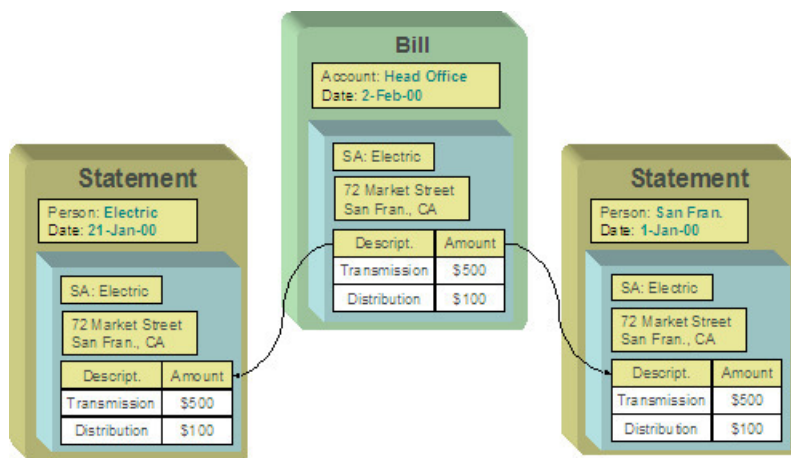 Bill
Account: Head Office
Date: 2-Feb-00
SA: Electric
72 Market Street
San Fran., CA
Descript. Amount
Transmission $500
Distribution $100
Statement
Person: Electric
Date: 21-Jan-00
SA: Electric
72 Market Street
San Fran., CA
Descript. Amount
Transmission $500
Distribution $100
Statement
Person: San Fran.
Date: 1-Jan-00
SA: Electric
72 Market Street
San Fran., CA
Descript. Amount
Transmission $500
Distribution $100